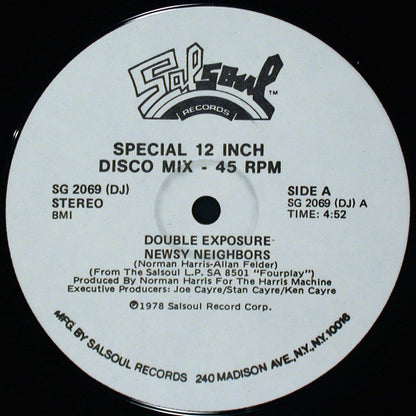 Salsoul TM
RECORDS
SPECIAL 12 INCH
DISCO MIX - 45 RPM
SG 2069 (DJ)
STEREO
BMI
SIDE A
SG 2069 (DJ) A
TIME: 4:52
DOUBLE EXPOSURE
NEWSY NEIGHBORS
(Norman Harris-Allan Felder)
(From The Salsoul L.P. SA 8501 "Fourplay")
Produced By Norman Harris For The Harris Machine
Executive Producers: Joe Cayre/Stan Cayre/Ken Cayre
℗1978 Salsoul Record Corp.
MFG. BY SALSOUL RECORDS 240 MADISON AVE., N.Y., N.Y. 10016